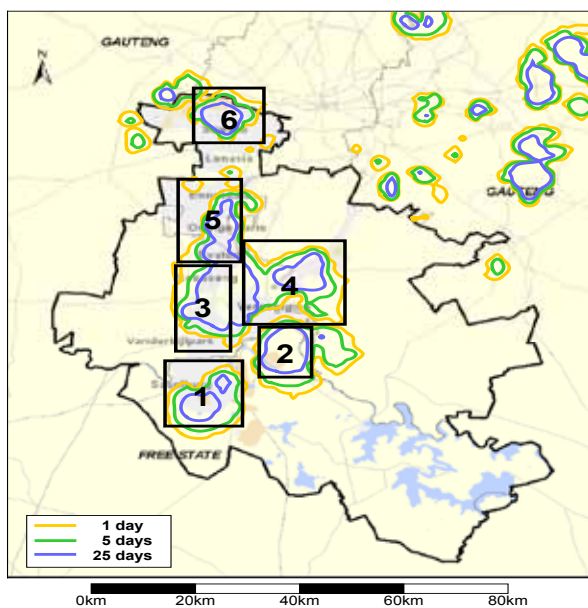 GAUTENG
N
6
Lenasia
GAUTENG
5
3
4
Vanderbijlpark
2
1
FREE STATE
1 day
5 days
25 days
0km 20km 40km 60km 80km